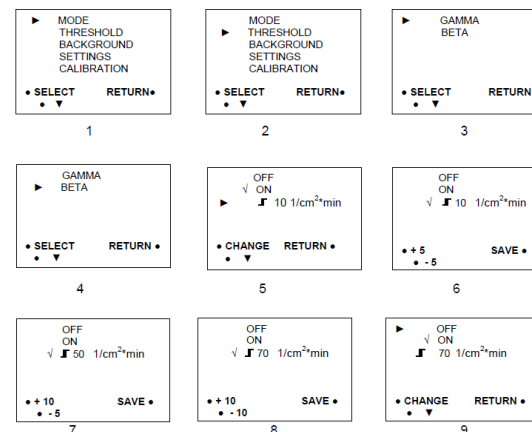 ► MODE
THRESHOLD
BACKGROUND
SETTINGS
CALIBRATION
● SELECT RETURN●
● ▼
1
MODE
► THRESHOLD
BACKGROUND
SETTINGS
CALIBRATION
● SELECT RETURN●
● ▼
2
► GAMMA
BETA
● SELECT RETURN
● ▼
3
GAMMA
► BETA
● SELECT RETURN ●
● ▼
4
OFF
√ ON
► 10 1/cm²*min
● CHANGE RETURN ●
● ▼
5
OFF
ON
√ 10 1/cm²*min
● + 5 SAVE ●
● - 5
6
OFF
ON
√ 50 1/cm²*min
● + 10 SAVE ●
● - 5
7
OFF
ON
√ 70 1/cm²*min
● + 10 SAVE ●
● - 10
8
► OFF
√ ON
70 1/cm²*min
● CHANGE RETURN ●
● ▼
9